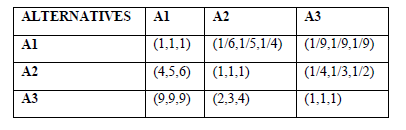 ALTERNATIVES A1 A2 A3
A1 (1,1,1) (1/6,1/5,1/4) (1/9,1/9,1/9)
A2 (4,5,6) (1,1,1) (1/4,1/3,1/2)
A3 (9,9,9) (2,3,4) (1,1,1)